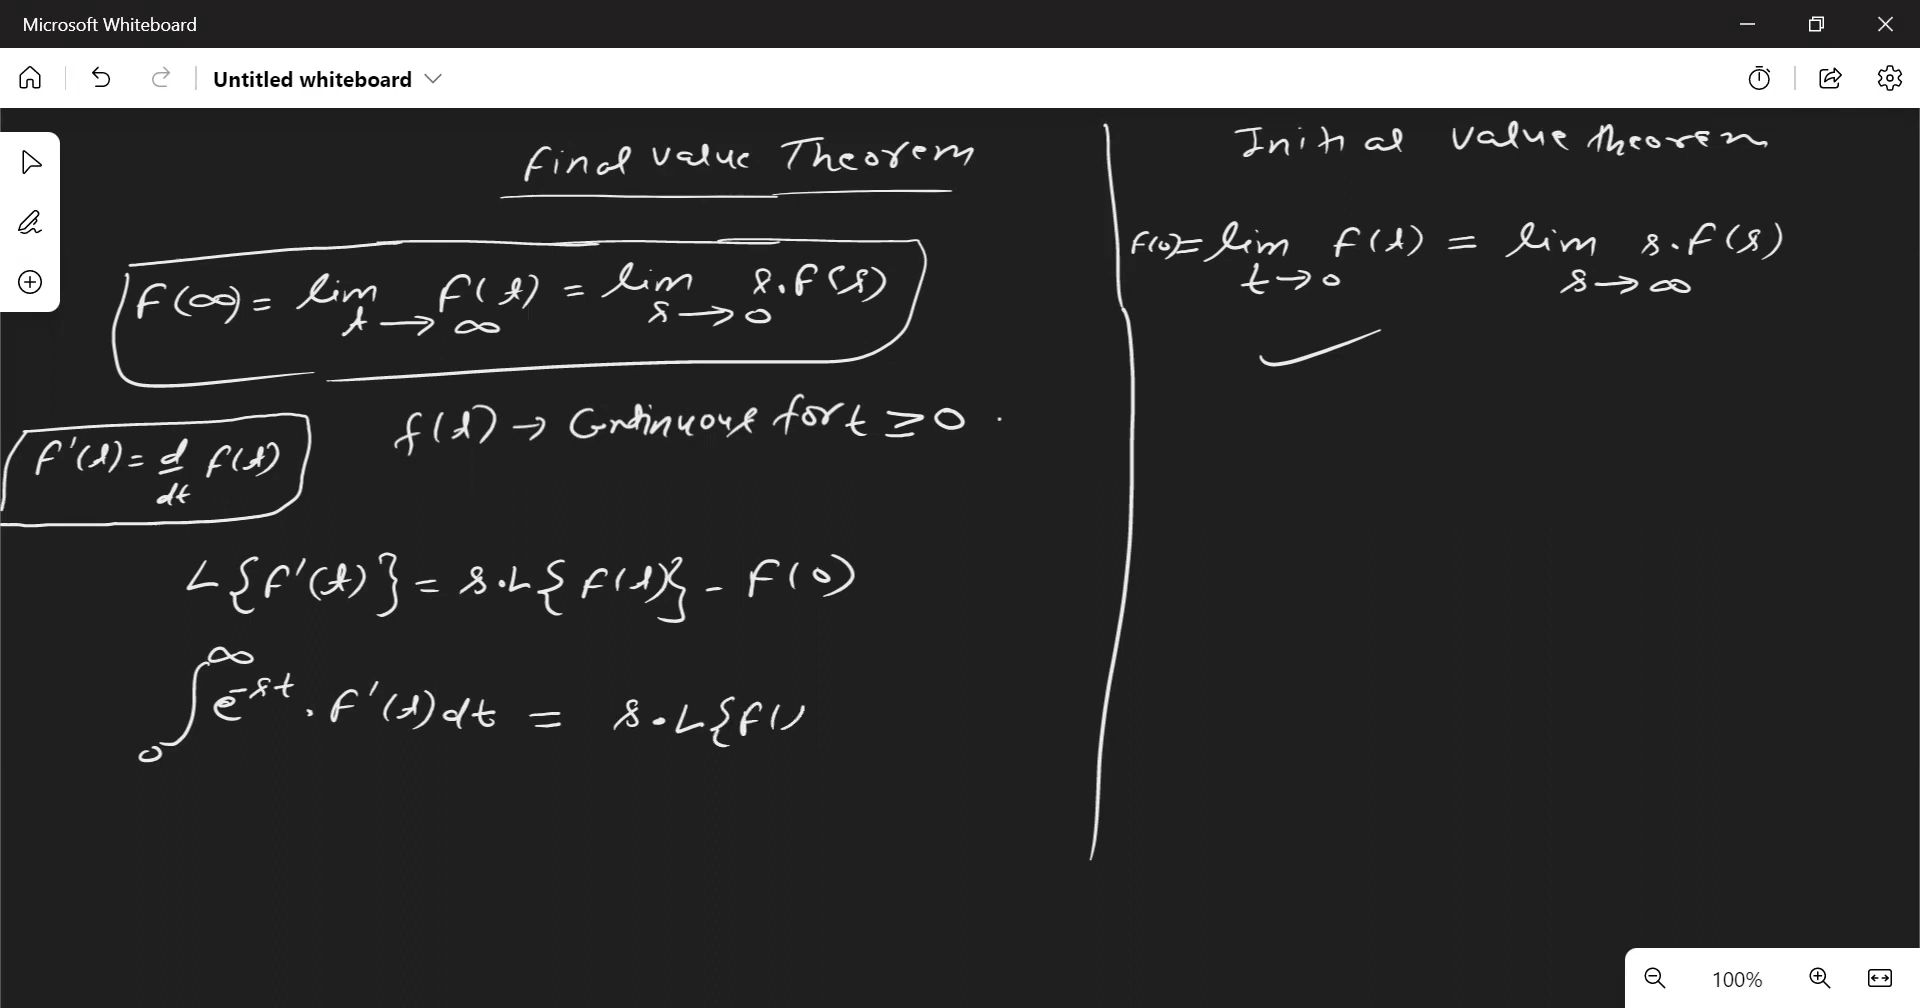 Microsoft Whiteboard
Untitled whiteboard
Final value Theorem
F(∞) = lim t→∞ f(t) = lim s→0 s.F(s)
f(t) → Continuous for t ≥ 0 .
F'(t) = d/dt F(t)
L{F'(t)} = s.L{F(t)} - F(0)
∫₀^∞ e^-st . F'(t) dt = s.L{F()
Initial value theorem
F(0) = lim t→0 f(t) = lim s→∞ s.F(s)
100%